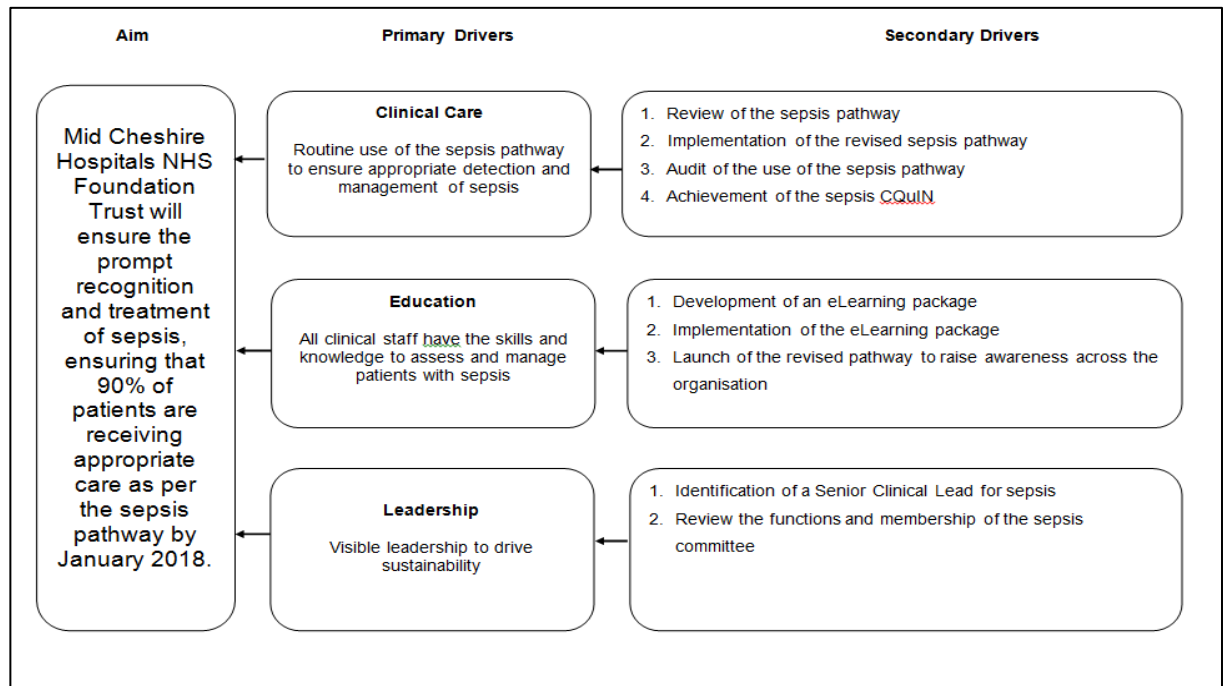 Aim
Primary Drivers
Secondary Drivers
Mid Cheshire
Hospitals NHS
Foundation
Trust will
ensure the
prompt
recognition
and treatment
of sepsis,
ensuring that
90% of
patients are
receiving
appropriate
care as per
the sepsis
pathway by
January 2018.
Clinical Care
Routine use of the sepsis pathway
to ensure appropriate detection and
management of sepsis
1. Review of the sepsis pathway
2. Implementation of the revised sepsis pathway
3. Audit of the use of the sepsis pathway
4. Achievement of the sepsis CQuIN
Education
All clinical staff have the skills and
knowledge to assess and manage
patients with sepsis
1. Development of an eLearning package
2. Implementation of the eLearning package
3. Launch of the revised pathway to raise awareness across the
organisation
Leadership
Visible leadership to drive
sustainability
1. Identification of a Senior Clinical Lead for sepsis
2. Review the functions and membership of the sepsis
committee